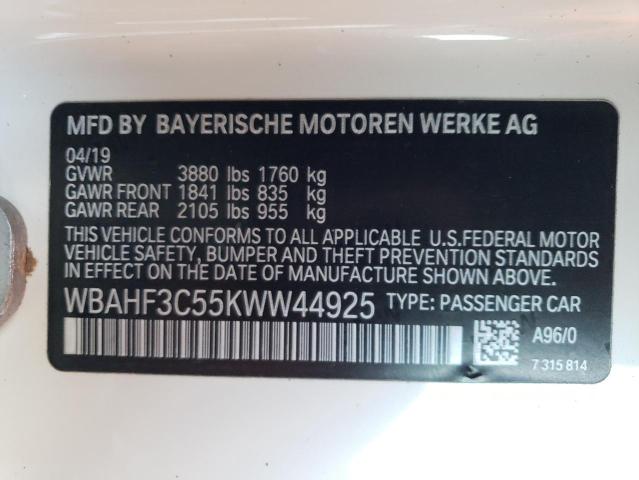 MFD BY BAYERISCHE MOTOREN WERKE AG
04/19
GVWR 3880 lbs 1760 kg
GAWR FRONT 1841 lbs 835 kg
GAWR REAR 2105 lbs 955 kg
THIS VEHICLE CONFORMS TO ALL APPLICABLE U.S.FEDERAL MOTOR
VEHICLE SAFETY, BUMPER AND THEFT PREVENTION STANDARDS
IN EFFECT ON THE DATE OF MANUFACTURE SHOWN ABOVE.
WBAHF3C55KWW44925 TYPE: PASSENGER CAR
A96/0
7 315 814